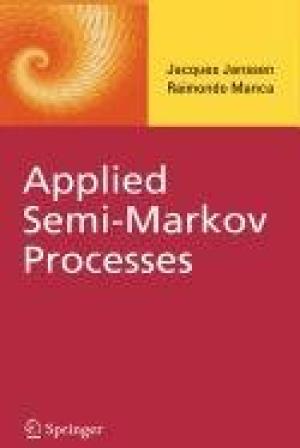 Jacques Janssen
Raimondo Manca
Applied
Semi-Markov
Processes
Springer